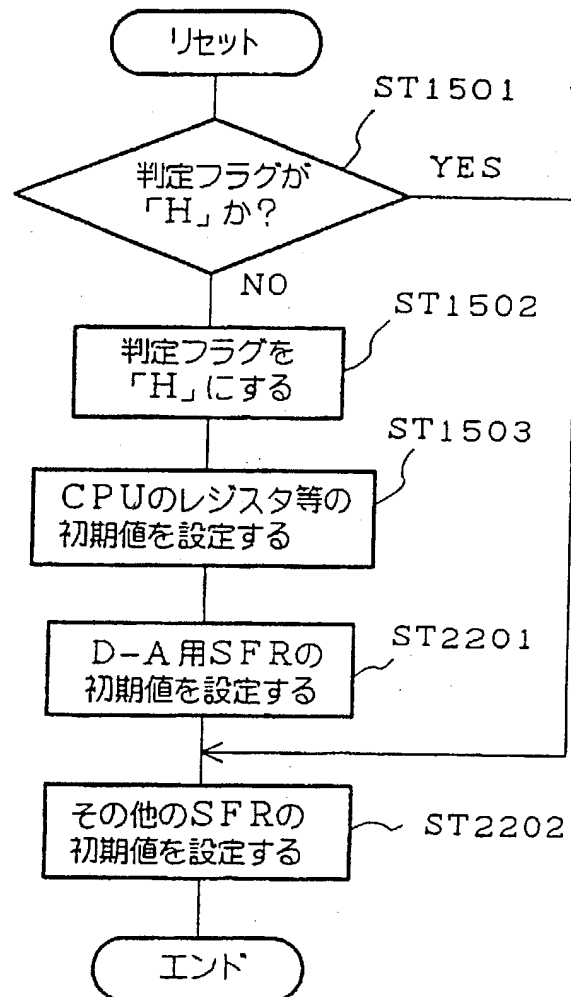 リセット
ST1501
判定フラグが
「H」か?
YES
NO
ST1502
判定フラグを
「H」にする
ST1503
CPUのレジスタ等の
初期値を設定する
ST2201
D-A用SFRの
初期値を設定する
その他のSFRの
初期値を設定する
ST2202
エンド